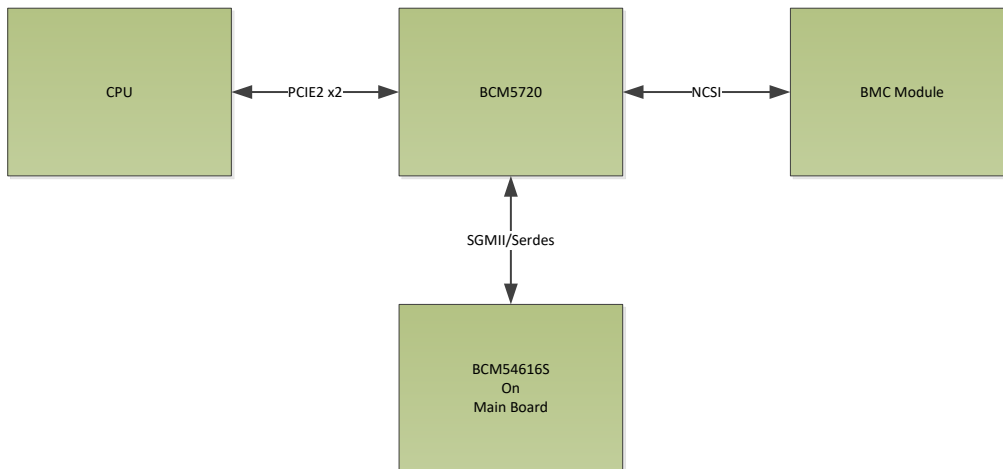 CPU
PCIE2 x2
BCM5720
NCSI
BMC Module
SGMII/Serdes
BCM54616S
On
Main Board